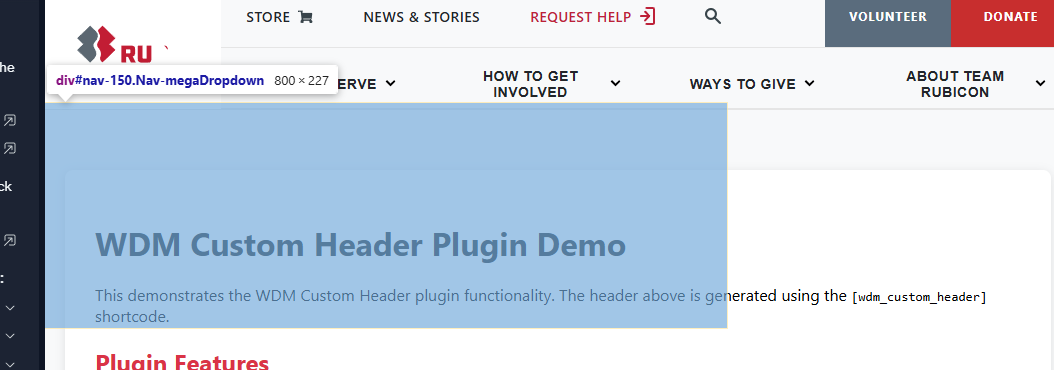 STORE NEWS & STORIES REQUEST HELP VOLUNTEER DONATE
RU `
he
div#nav-150.Nav-megaDropdown 800 × 227
ERVE HOW TO GET INVOLVED WAYS TO GIVE ABOUT TEAM RUBICON
ck
WDM Custom Header Plugin Demo
:
This demonstrates the WDM Custom Header plugin functionality. The header above is generated using the [wdm_custom_header]
shortcode.
Plugin Features